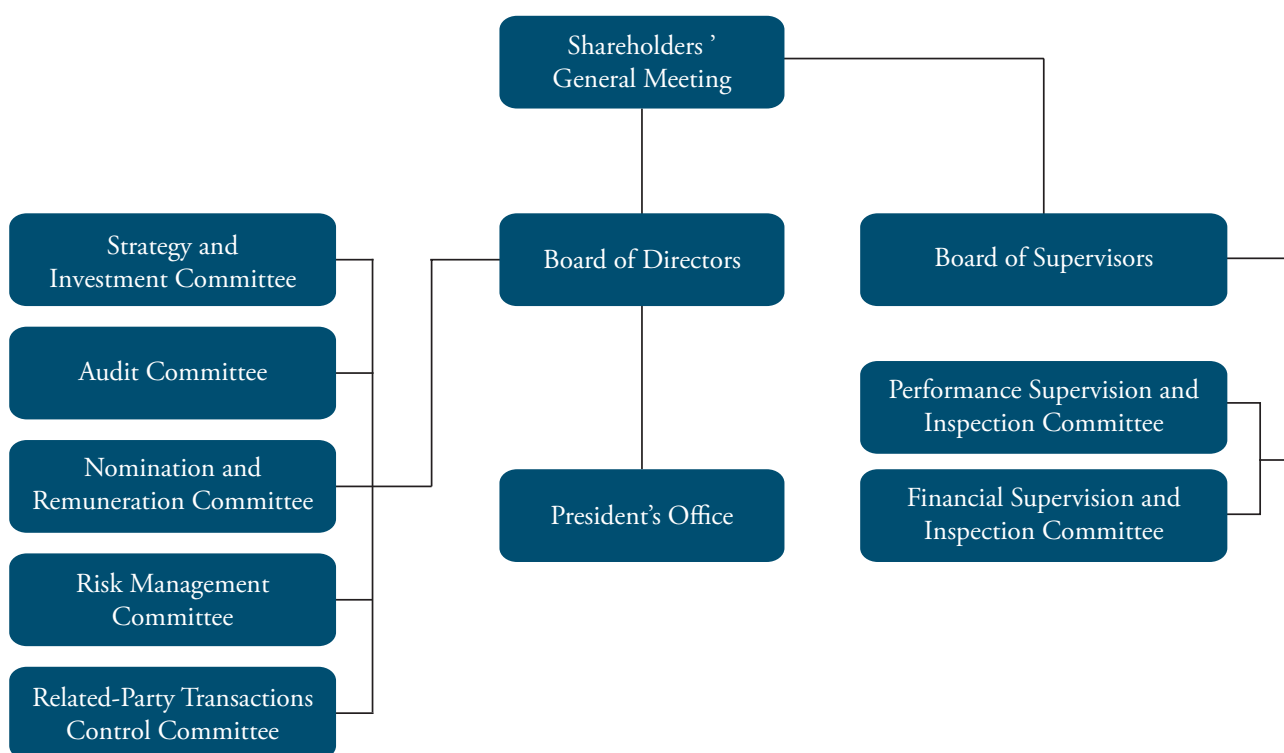 Shareholders ’
General Meeting
Strategy and
Investment Committee
Board of Directors
Board of Supervisors
Audit Committee
Performance Supervision and
Inspection Committee
Nomination and
Remuneration Committee
President’s Office
Financial Supervision and
Inspection Committee
Risk Management
Committee
Related-Party Transactions
Control Committee